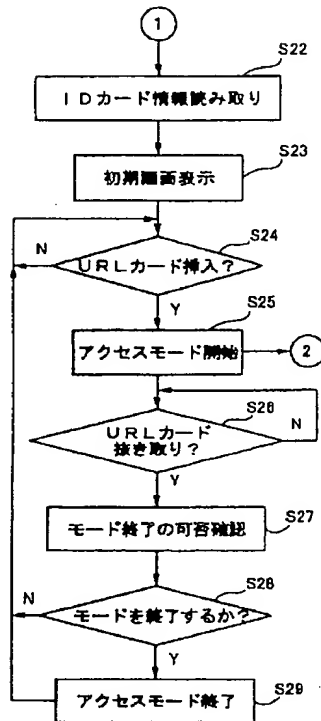 1
S22
IDカード情報読み取り
S23
初期画面表示
S24
N
URLカード挿入?
Y
S25
アクセスモード開始
2
S26
N
URLカード
抜き取り?
Y
S27
モード終了の可否確認
S28
N
モードを終了するか?
Y
S29
アクセスモード終了